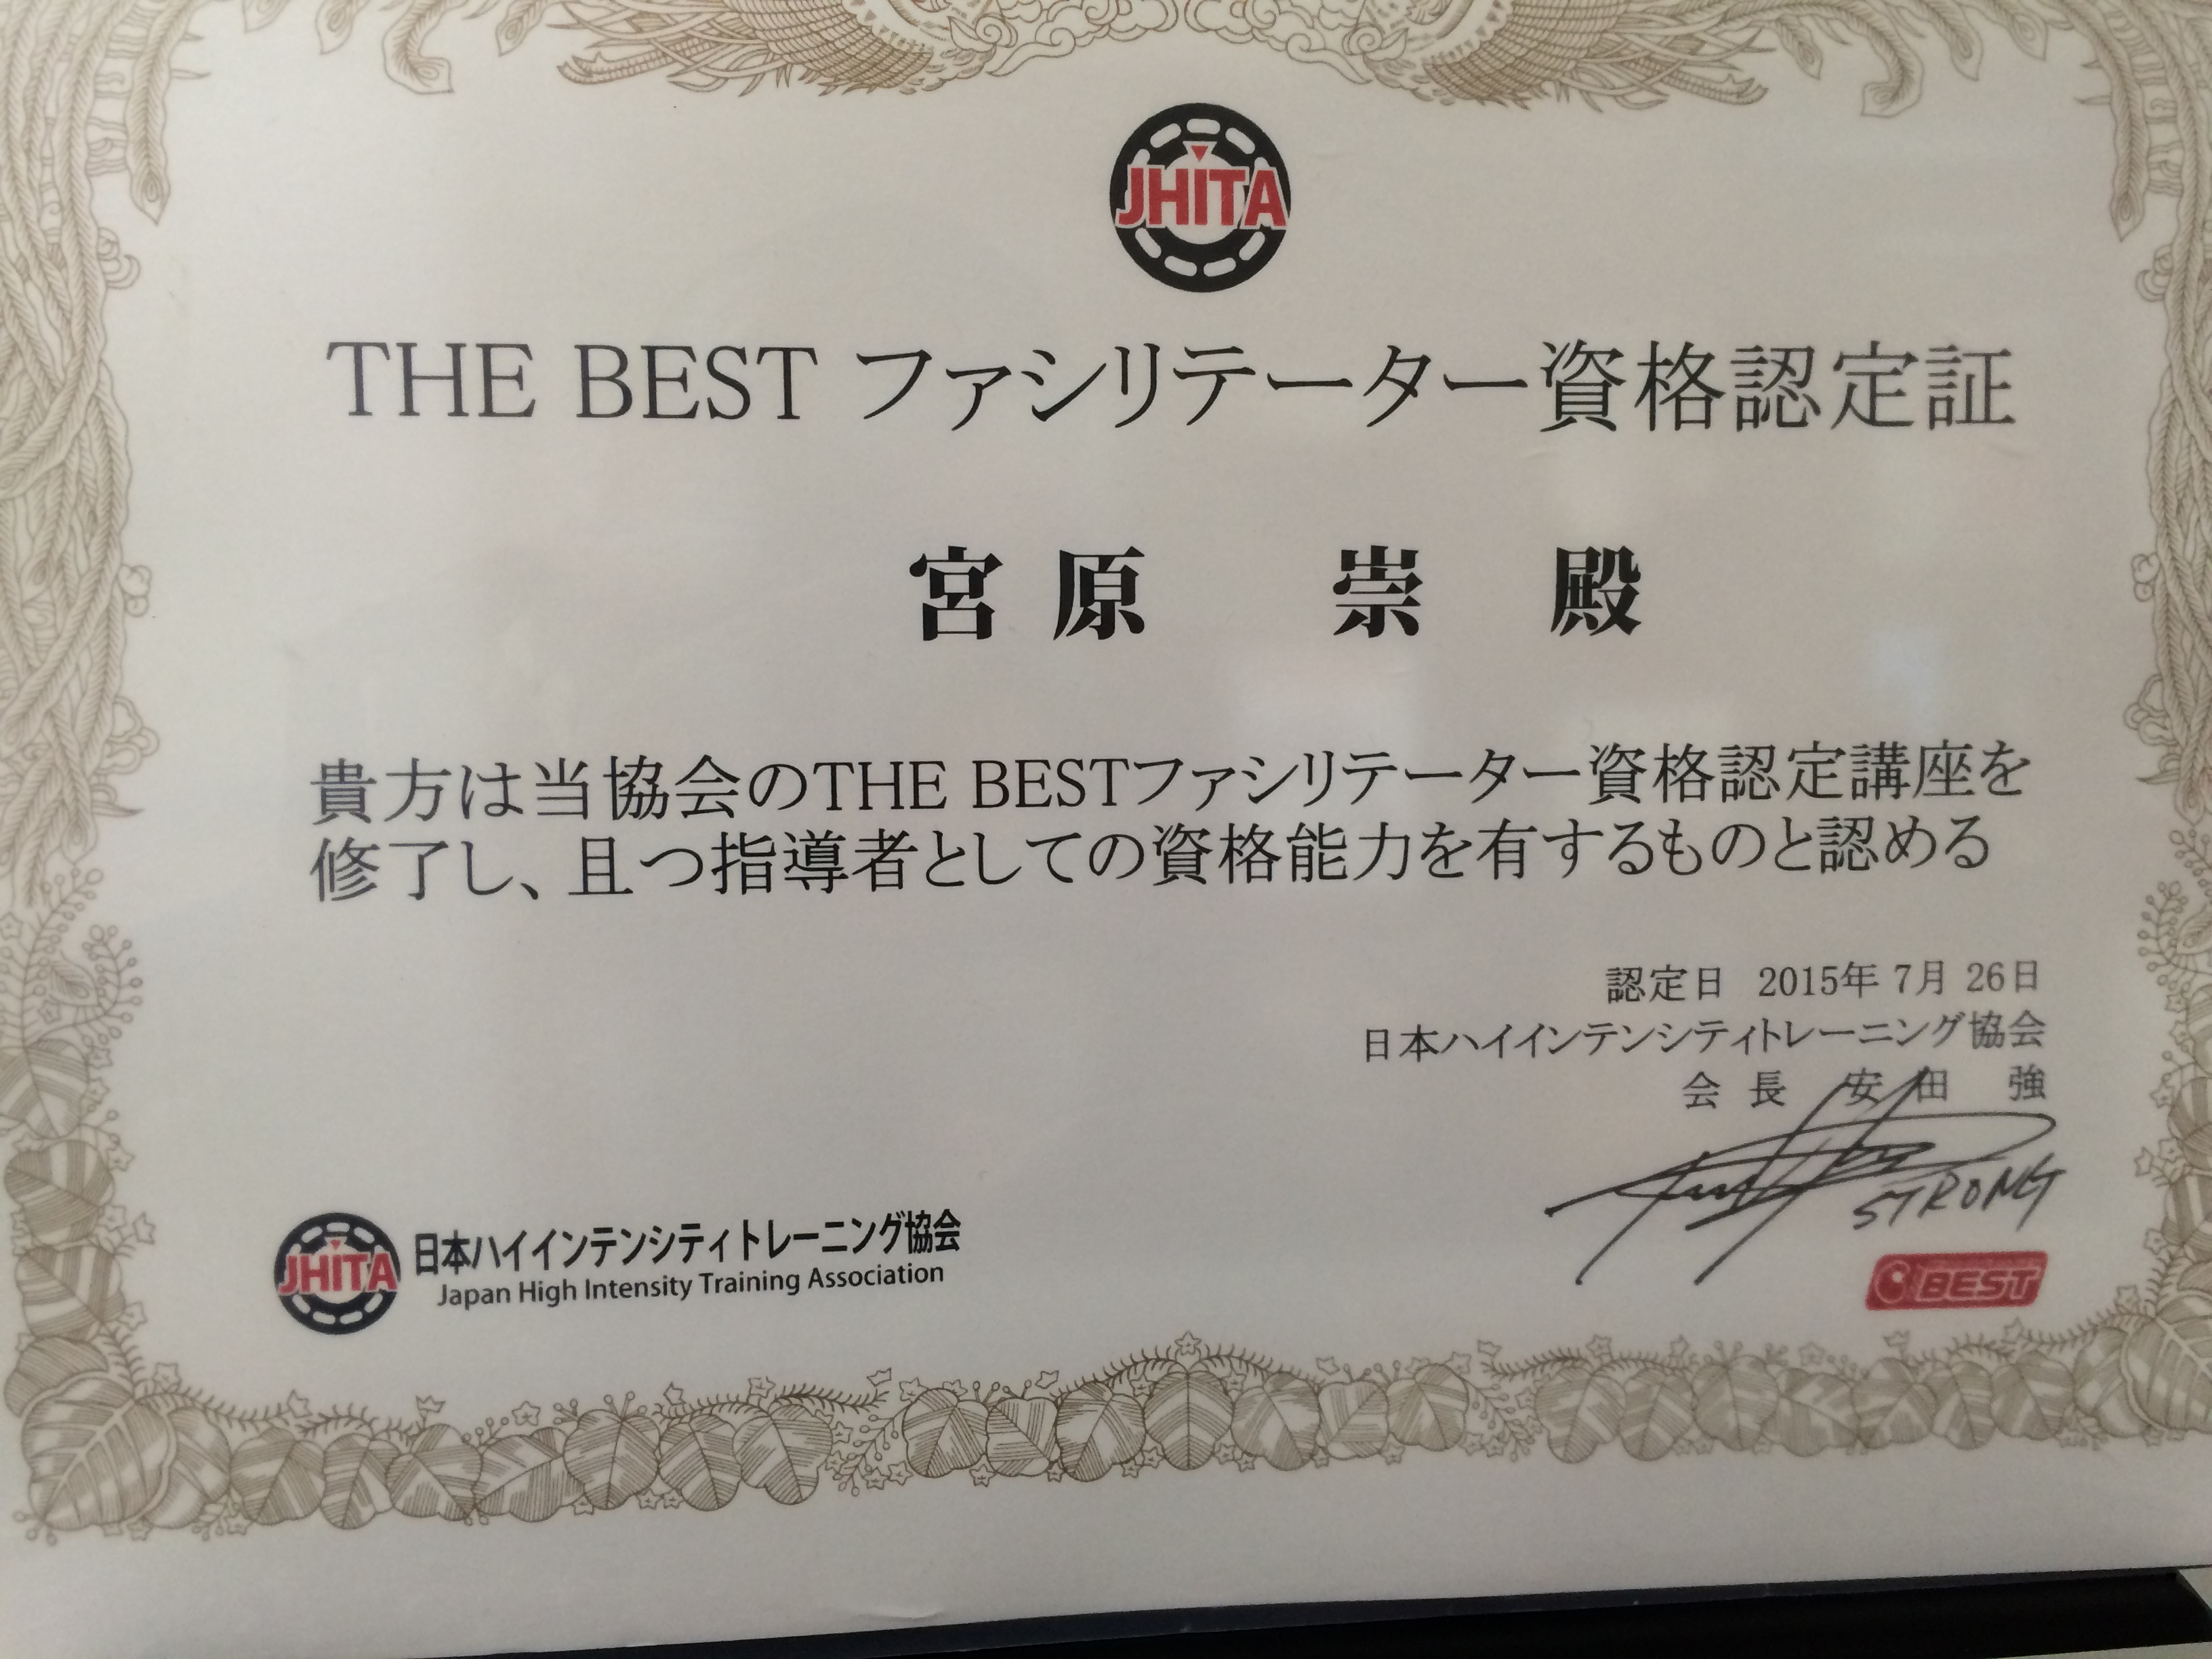 JHITA
THE BEST ファシリテーター資格認定証
宮原 崇 殿
貴方は当協会のTHE BESTファシリテーター資格認定講座を
修了し、且つ指導者としての資格能力を有するものと認める
認定日 2015年 7月 26日
日本ハイインテンシティトレーニング協会
会長 安田 強
STRONG
BEST
JHITA 日本ハイインテンシティトレーニング協会
Japan High Intensity Training Association